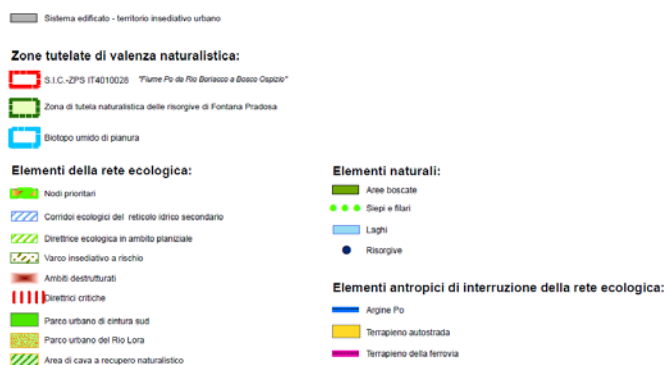 Sistema edificato - territorio insediativo urbano
Zone tutelate di valenza naturalistica:
S.I.C.-ZPS IT4010028 "Fiume Po da Rio Boriacco a Bosco Ospizio"
Zona di tutela naturalistica delle risorgive di Fontana Pradosa
Biotopo umido di pianura
Elementi della rete ecologica:
Nodi prioritari
Corridoi ecologici del reticolo idrico secondario
Direttrice ecologica in ambito planiziale
Varco insediativo a rischio
Ambiti destrutturati
Direttrici critiche
Parco urbano di cintura sud
Parco urbano del Rio Lora
Area di cava a recupero naturalistico
Elementi naturali:
Aree boscate
Siepi e filari
Laghi
Risorgive
Elementi antropici di interruzione della rete ecologica:
Argine Po
Terrapieno autostrada
Terrapieno della ferrovia